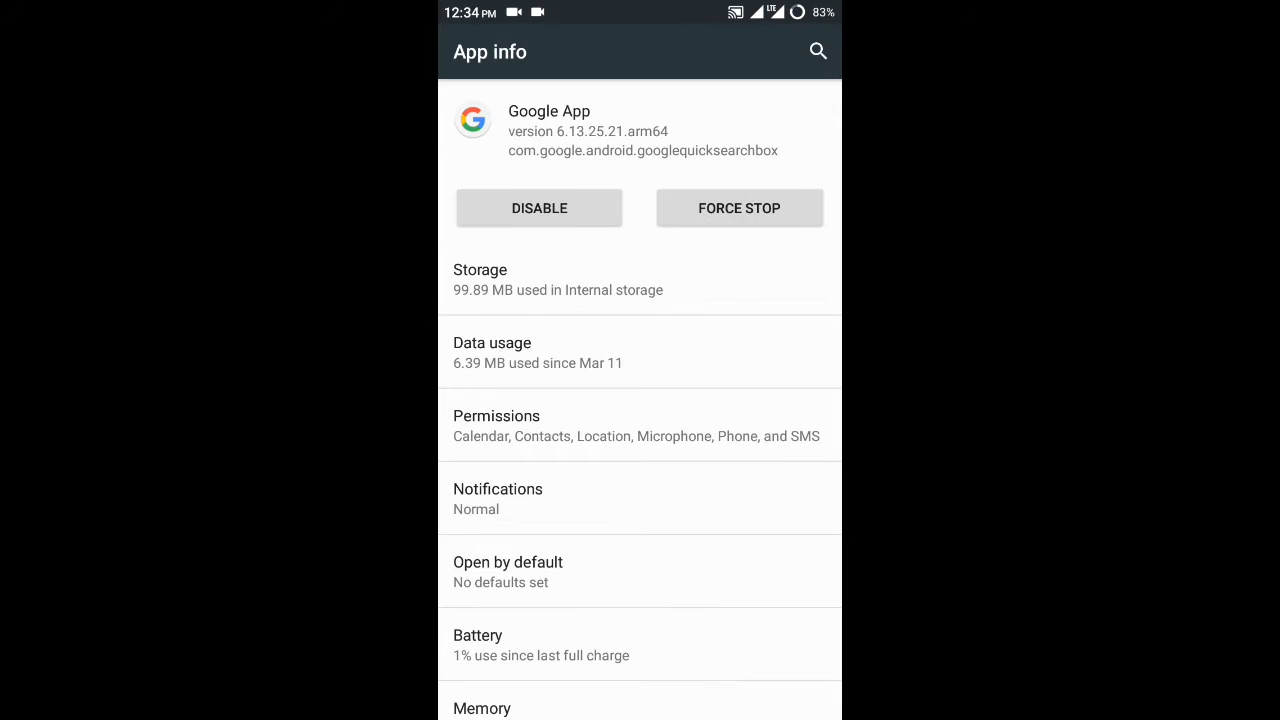 12:34 PM LTE 83%
App info
Google App
version 6.13.25.21.arm64
com.google.android.googlequicksearchbox
DISABLE FORCE STOP
Storage
99.89 MB used in Internal storage
Data usage
6.39 MB used since Mar 11
Permissions
Calendar, Contacts, Location, Microphone, Phone, and SMS
Notifications
Normal
Open by default
No defaults set
Battery
1% use since last full charge
Memory